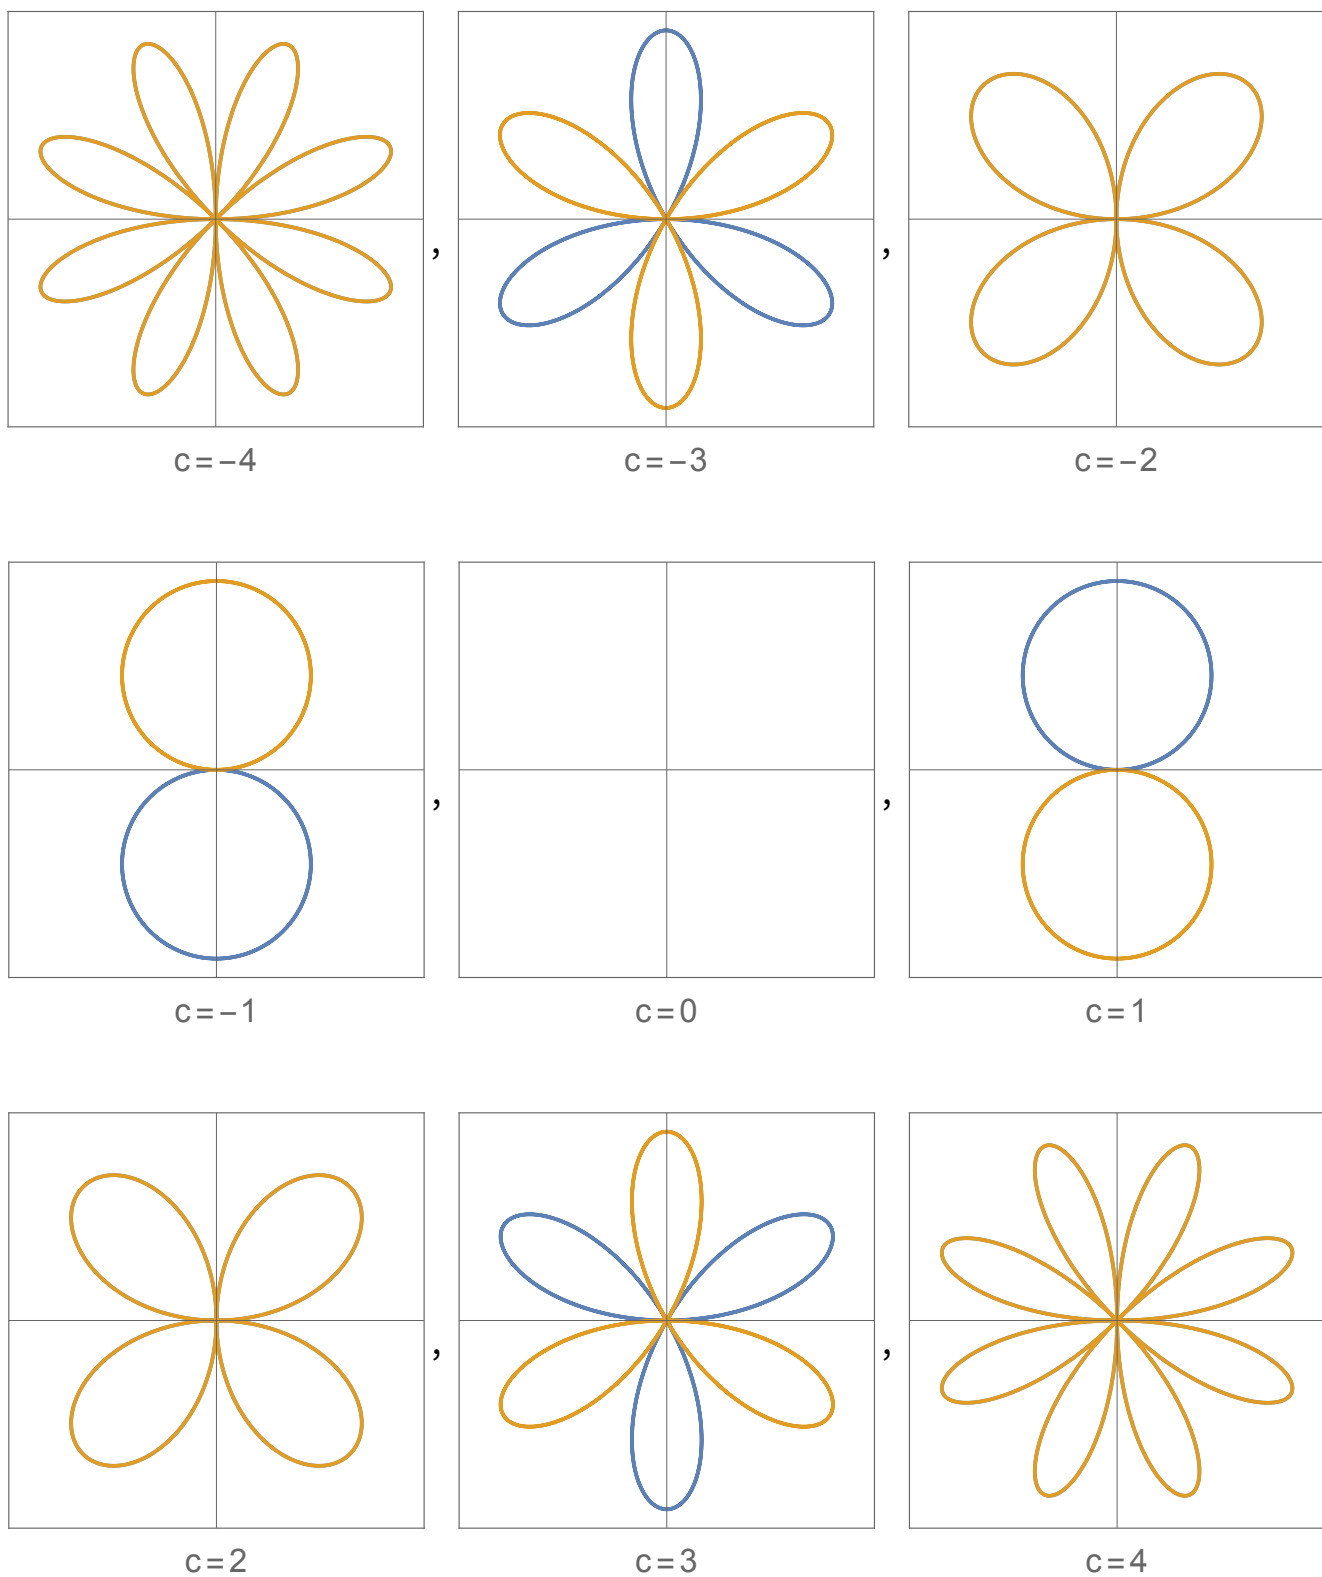 , ,
c=−4 c=−3 c=−2
, ,
c=−1 c=0 c=1
, ,
c=2 c=3 c=4